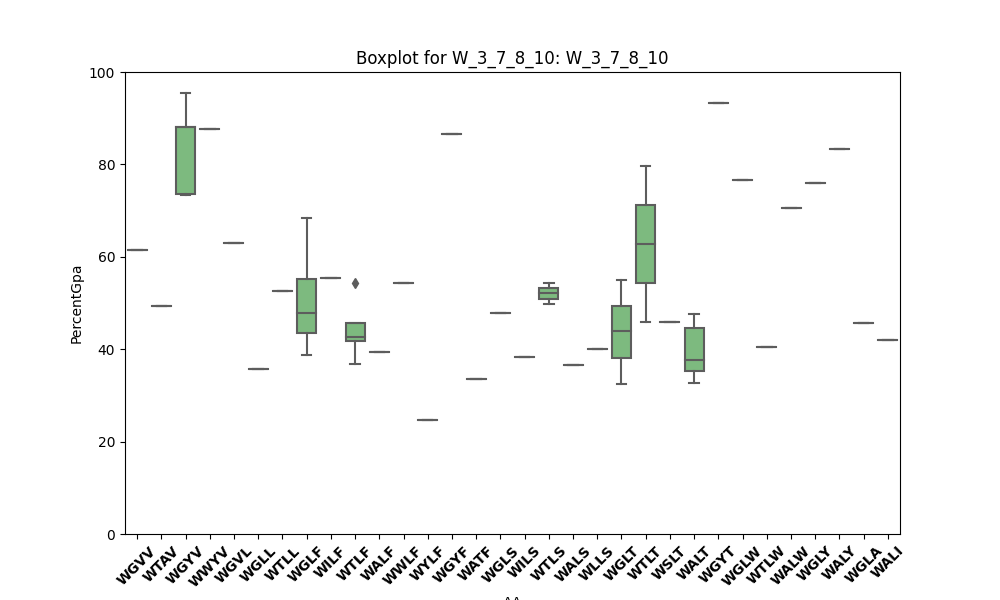 Boxplot for W_3_7_8_10: W_3_7_8_10
PercentGpa
100
80
60
40
20
0
WGVV WTAV WGYV WWYV WGVL WGLL WTLL WGLF WILF WTLF WALF WWLF WYLF WGYF WATF WGLS WILS WTLS WALS WLLS WGLT WTLT WSLT WALT WGYT WGLW WTLW WALW WGLY WALY WGLA WALI